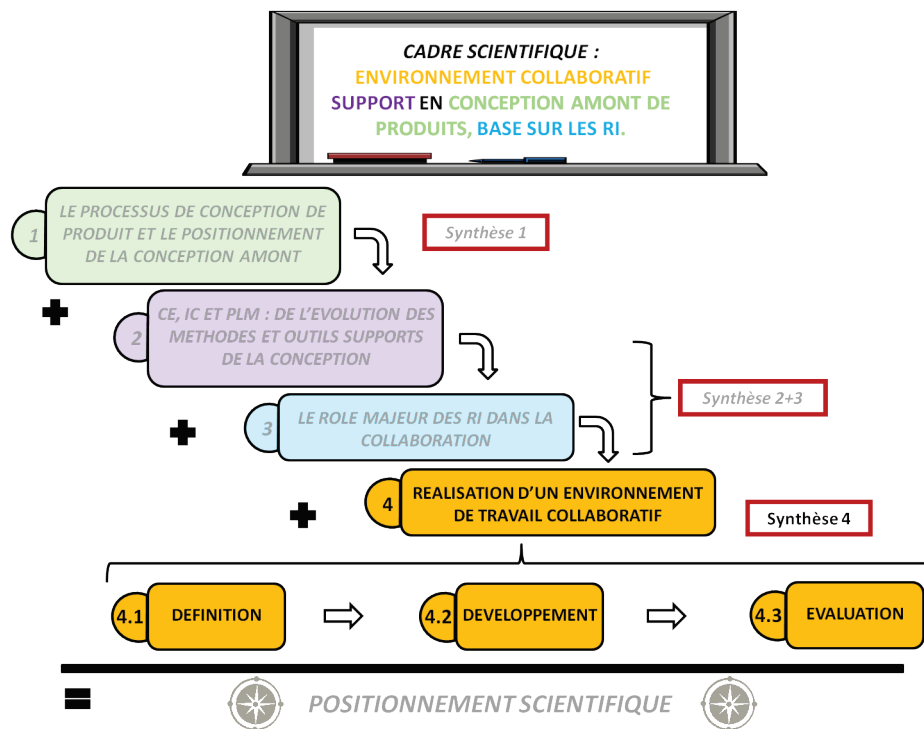 CADRE SCIENTIFIQUE :
ENVIRONNEMENT COLLABORATIF
SUPPORT EN CONCEPTION AMONT DE
PRODUITS, BASE SUR LES RI.
1
LE PROCESSUS DE CONCEPTION DE
PRODUIT ET LE POSITIONNEMENT
DE LA CONCEPTION AMONT
Synthèse 1
2
CE, IC ET PLM : DE L'EVOLUTION DES
METHODES ET OUTILS SUPPORTS
DE LA CONCEPTION
3
LE ROLE MAJEUR DES RI DANS LA
COLLABORATION
Synthèse 2+3
4
REALISATION D'UN ENVIRONNEMENT
DE TRAVAIL COLLABORATIF
Synthèse 4
4.1
DEFINITION
4.2
DEVELOPPEMENT
4.3
EVALUATION
= POSITIONNEMENT SCIENTIFIQUE